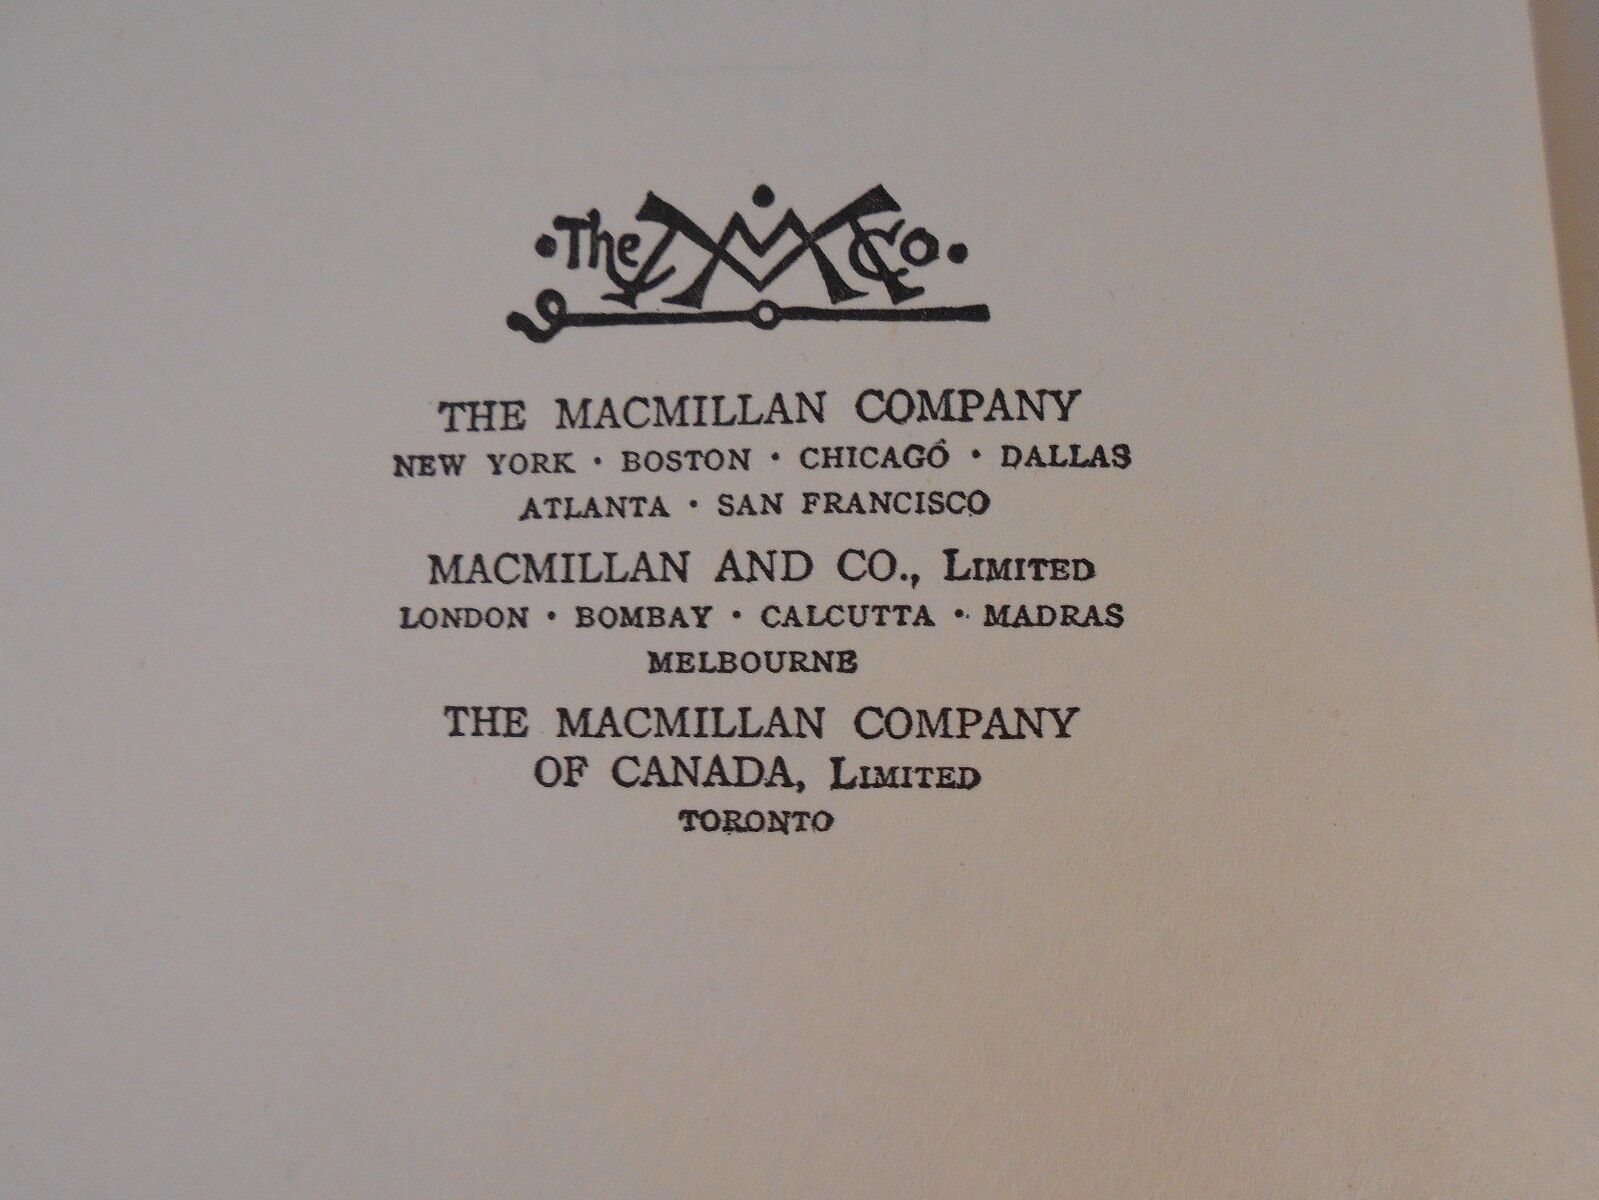 ·The M Co·
THE MACMILLAN COMPANY
NEW YORK · BOSTON · CHICAGO · DALLAS
ATLANTA · SAN FRANCISCO
MACMILLAN AND CO., LIMITED
LONDON · BOMBAY · CALCUTTA · MADRAS
MELBOURNE
THE MACMILLAN COMPANY
OF CANADA, LIMITED
TORONTO